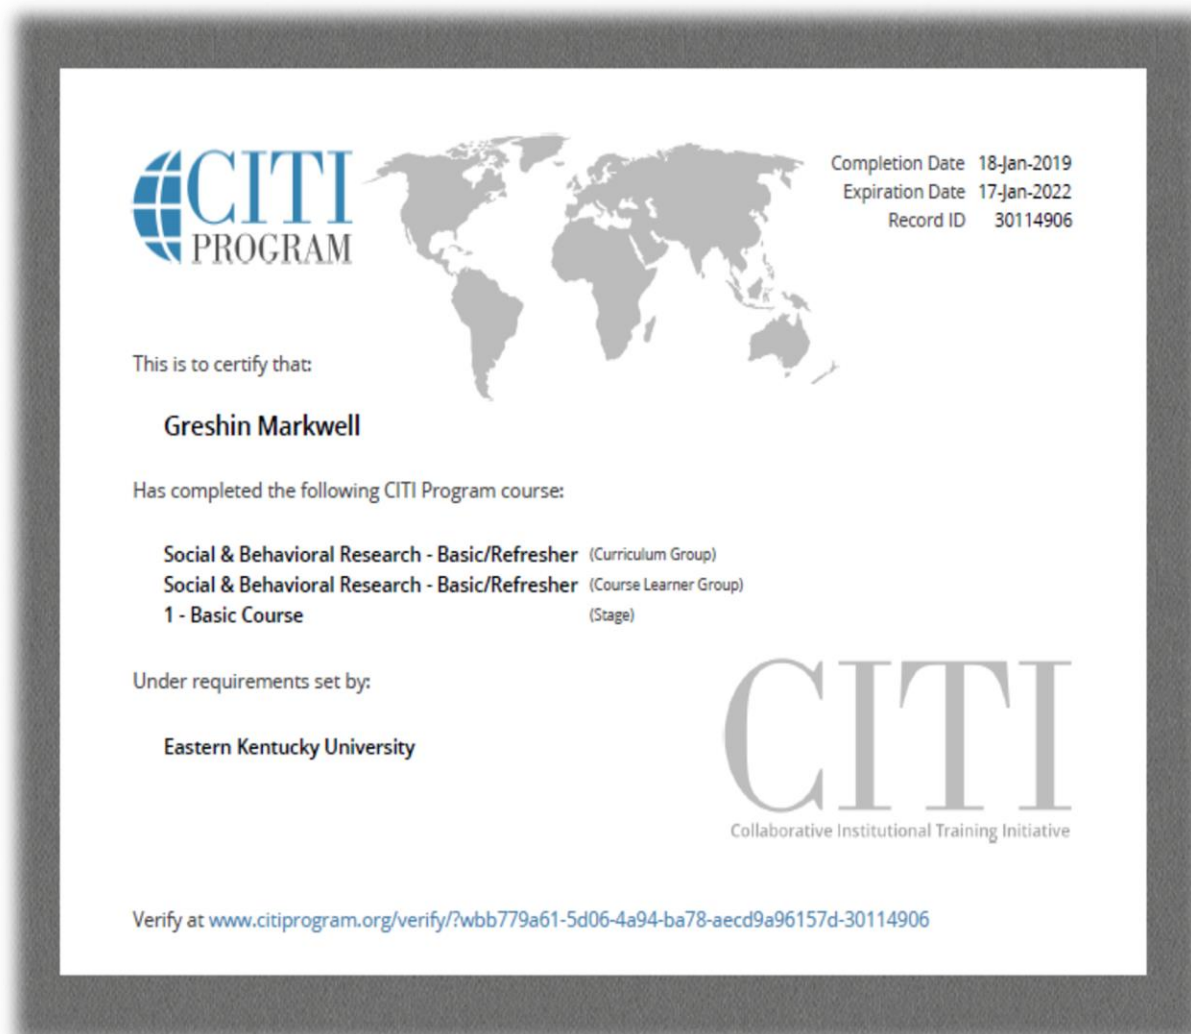 CITI
PROGRAM
Completion Date 18-Jan-2019
Expiration Date 17-Jan-2022
Record ID 30114906
This is to certify that:
Greshin Markwell
Has completed the following CITI Program course:
Social & Behavioral Research - Basic/Refresher (Curriculum Group)
Social & Behavioral Research - Basic/Refresher (Course Learner Group)
1 - Basic Course (Stage)
Under requirements set by:
Eastern Kentucky University
CITI
Collaborative Institutional Training Initiative
Verify at www.citiprogram.org/verify/?wbb779a61-5d06-4a94-ba78-aecd9a96157d-30114906